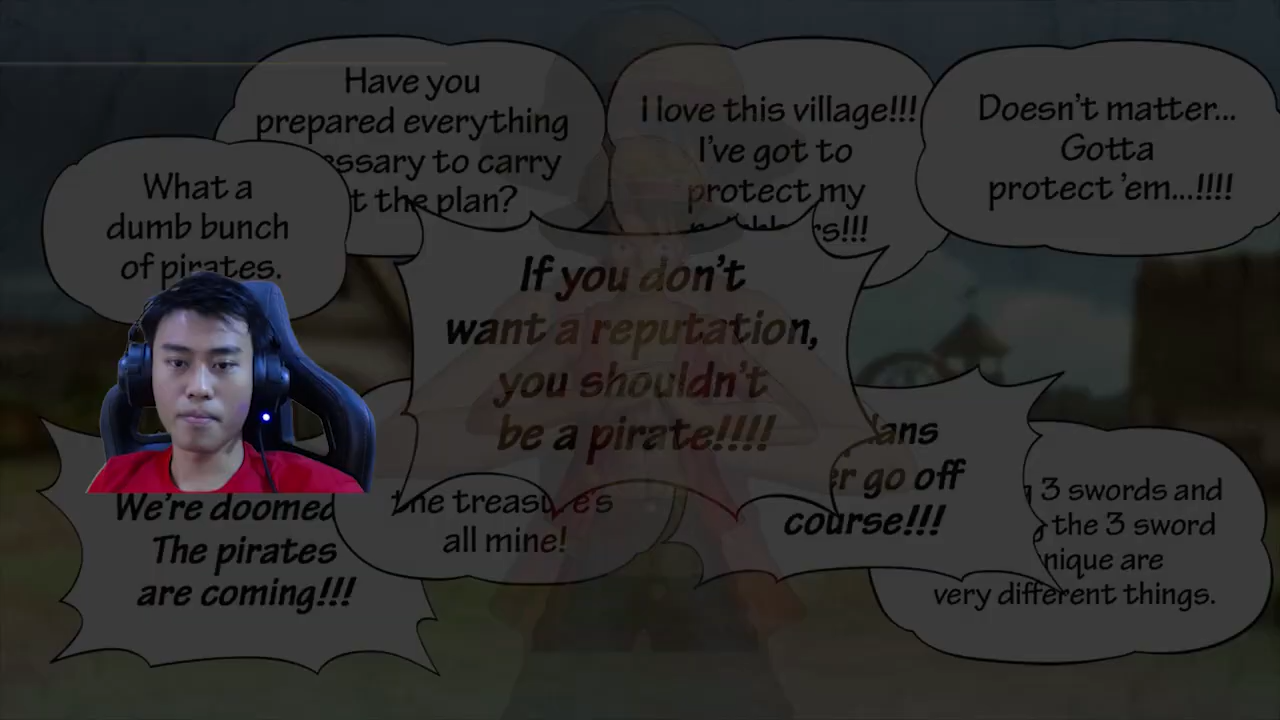 What a
dumb bunch
of pirates.
Have you
prepared everything
to carry
the plan?
I love this village!!!
I've got to
protect my
Doesn't matter...
Gotta
protect 'em...!!!!
If you don't
want a reputation,
you shouldn't
be a pirate!!!!
We're doomed
The pirates
are coming!!!
the treasure's
all mine!
go off
course!!!
3 swords and
the 3 sword
are
very different things.